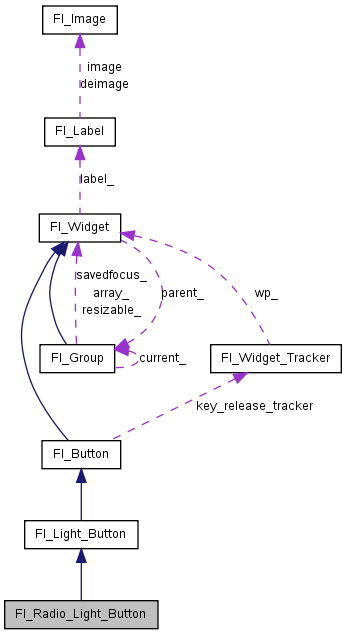 Fl_Image
image
deimage
Fl_Label
label_
Fl_Widget
savedfocus_
array_
resizable_
parent_
wp_
Fl_Group
current_
Fl_Widget_Tracker
key_release_tracker
Fl_Button
Fl_Light_Button
Fl_Radio_Light_Button